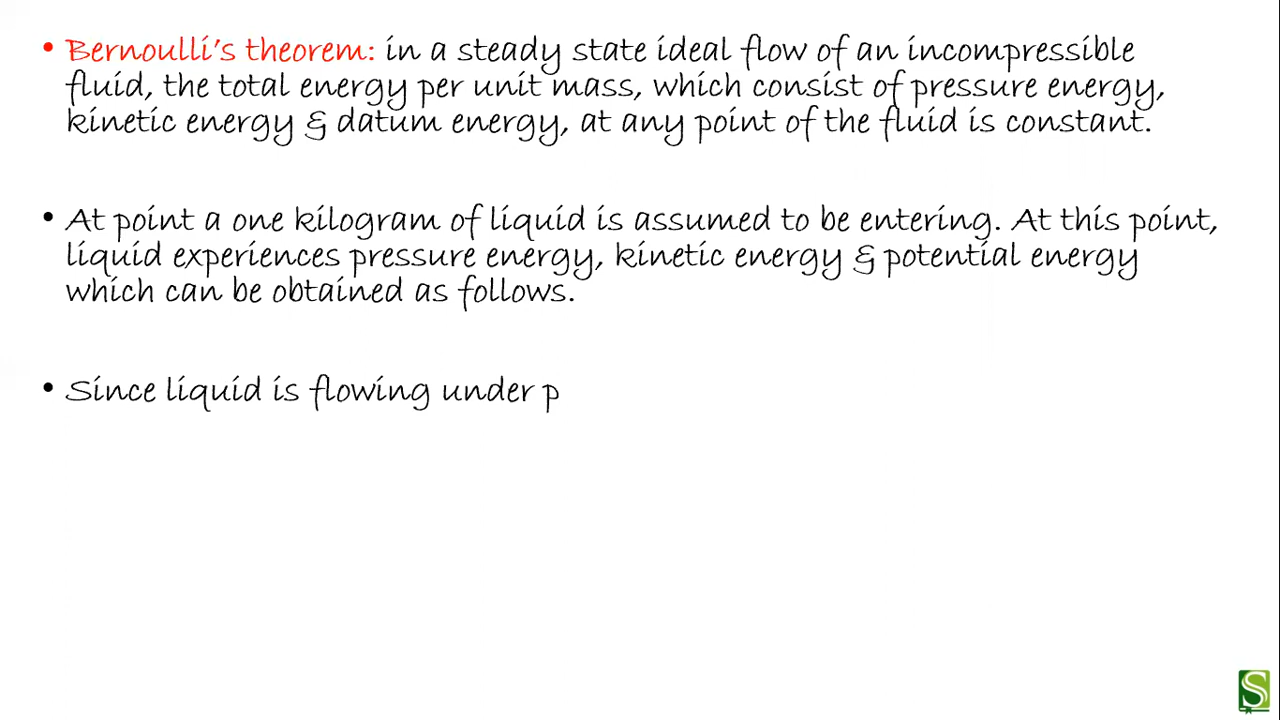 • Bernoulli's theorem: in a steady state ideal flow of an incompressible
fluid, the total energy per unit mass, which consist of pressure energy,
kinetic energy & datum energy, at any point of the fluid is constant.
• At point a one kilogram of liquid is assumed to be entering. At this point,
liquid experiences pressure energy, kinetic energy & potential energy
which can be obtained as follows.
• Since liquid is flowing under p
S